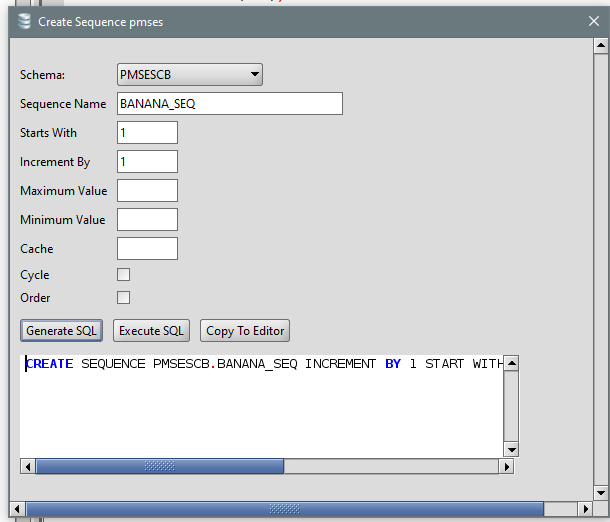 Create Sequence pmses
Schema: PMSESCB
Sequence Name BANANA_SEQ
Starts With 1
Increment By 1
Maximum Value
Minimum Value
Cache
Cycle
Order
Generate SQL Execute SQL Copy To Editor
CREATE SEQUENCE PMSESCB.BANANA_SEQ INCREMENT BY 1 START WITH